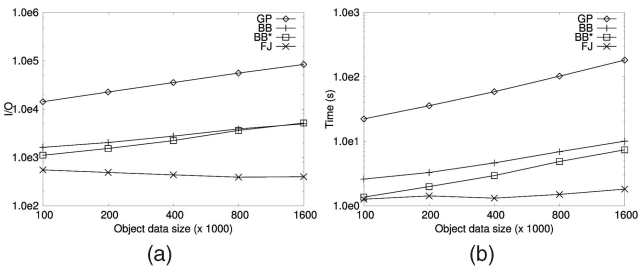 1.0e6
1.0e5
1.0e4
1.0e3
1.0e2
I/O
GP
BB
BB*
FJ
100 200 400 800 1600
Object data size (x 1000)
(a)
1.0e3
1.0e2
1.0e1
1.0e0
Time (s)
GP
BB
BB*
FJ
100 200 400 800 1600
Object data size (x 1000)
(b)